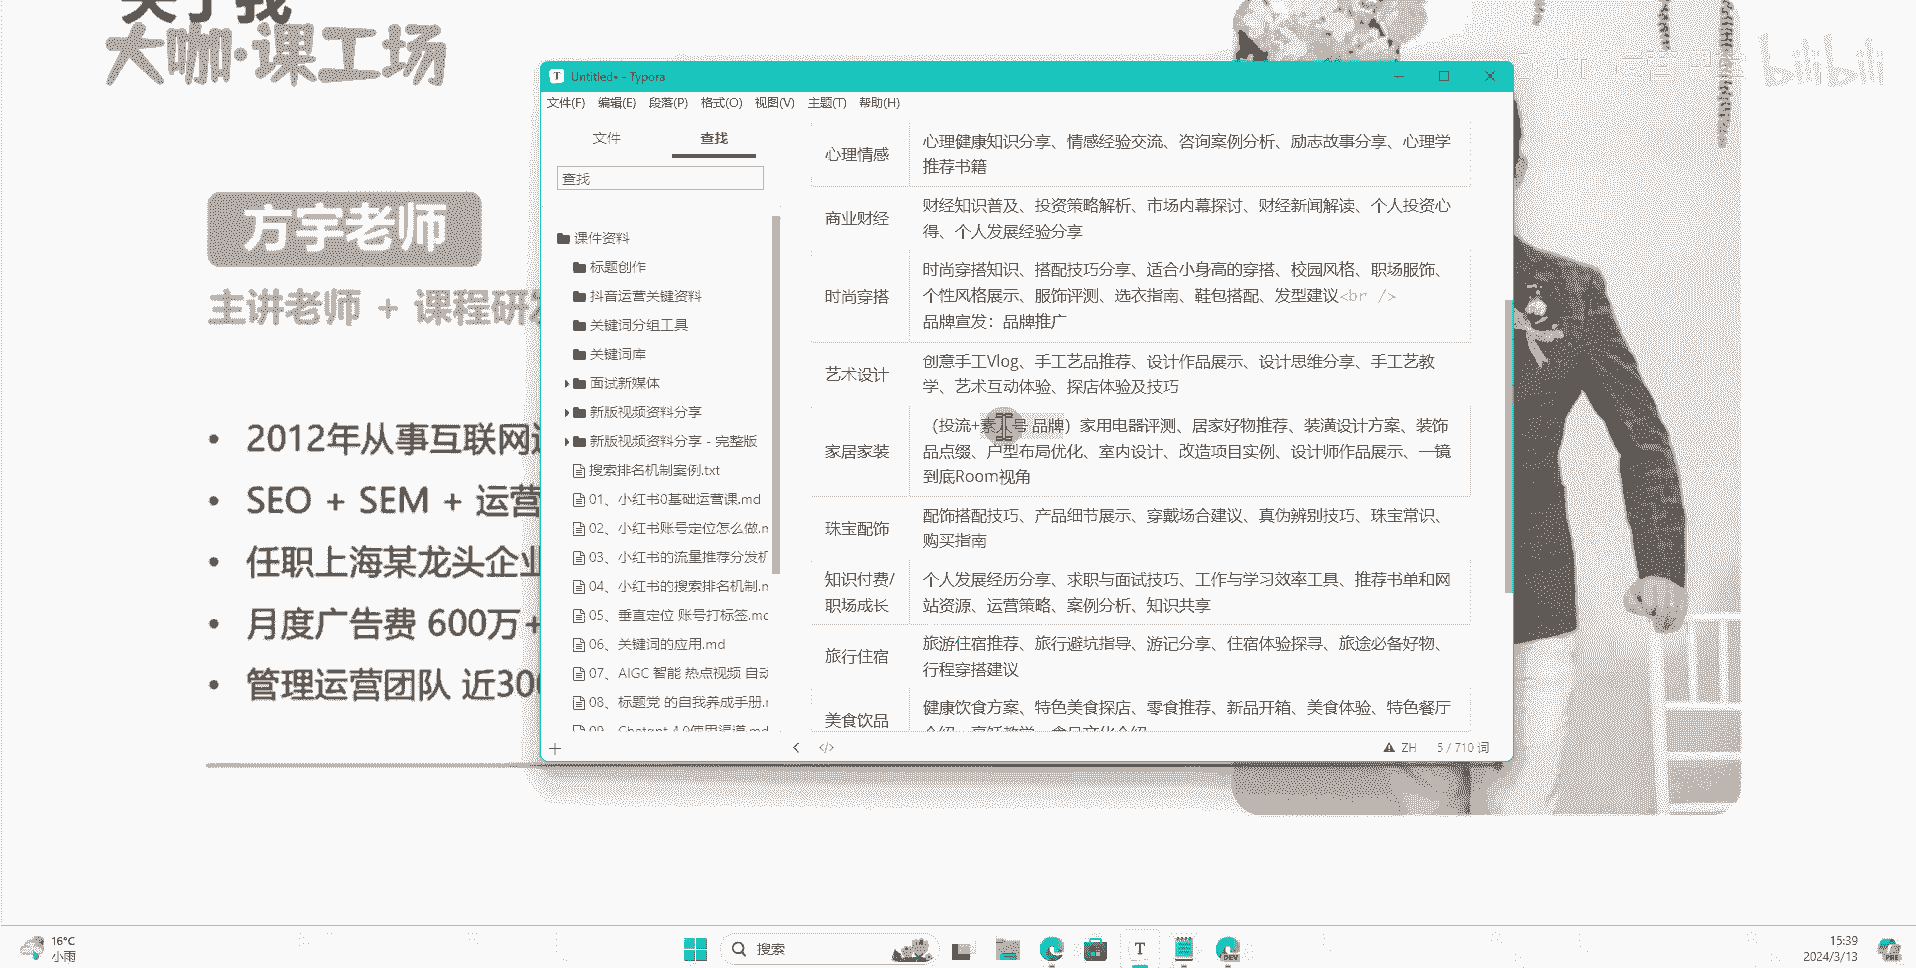 大咖·课工场
bilibili
方宇老师
主讲老师 + 课程研发
• 2012年从事互联网
• SEO + SEM + 运营
• 任职上海某龙头企业
• 月度广告费 600万+
• 管理运营团队 近300
Untitled• - Typora
文件(F) 编辑(E) 段落(P) 格式(O) 视图(V) 主题(T) 帮助(H)
文件 查找
查找
课件资料
标题创作
抖音运营关键资料
关键词分组工具
关键词库
面试新媒体
新版视频资料分享
新版视频资料分享 - 完整版
搜索排名机制案例.txt
01、小红书0基础运营课.md
02、小红书账号定位怎么做.m
03、小红书的流量推荐分发机
04、小红书的搜索排名机制.m
05、垂直定位 账号打标签.mc
06、关键词的应用.md
07、AIGC 智能 热点视频 自动
08、标题党 的自我养成手册.r
09、Chatgpt 4.0使用渠道.md
心理情感
心理健康知识分享、情感经验交流、咨询案例分析、励志故事分享、心理学
推荐书籍
商业财经
财经知识普及、投资策略解析、市场内幕探讨、财经新闻解读、个人投资心
得、个人发展经验分享
时尚穿搭
时尚穿搭知识、搭配技巧分享、适合小身高的穿搭、校园风格、职场服饰、
个性风格展示、服饰评测、选衣指南、鞋包搭配、发型建议<br />
品牌宣发：品牌推广
艺术设计
创意手工Vlog、手工艺品推荐、设计作品展示、设计思维分享、手工艺教
学、艺术互动体验、探店体验及技巧
家居家装
（投流+素人号 品牌）家用电器评测、居家好物推荐、装潢设计方案、装饰
品点缀、户型布局优化、室内设计、改造项目实例、设计师作品展示、一镜
到底Room视角
珠宝配饰
配饰搭配技巧、产品细节展示、穿戴场合建议、真伪辨别技巧、珠宝常识、
购买指南
知识付费/
职场成长
个人发展经历分享、求职与面试技巧、工作与学习效率工具、推荐书单和网
站资源、运营策略、案例分析、知识共享
旅行住宿
旅游住宿推荐、旅行避坑指导、游记分享、住宿体验探寻、旅途必备好物、
行程穿搭建议
美食饮品
健康饮食方案、特色美食探店、零食推荐、新品开箱、美食体验、特色餐厅
ZH 5 / 710 词
16°C
小雨
搜索
15:39
2024/3/13